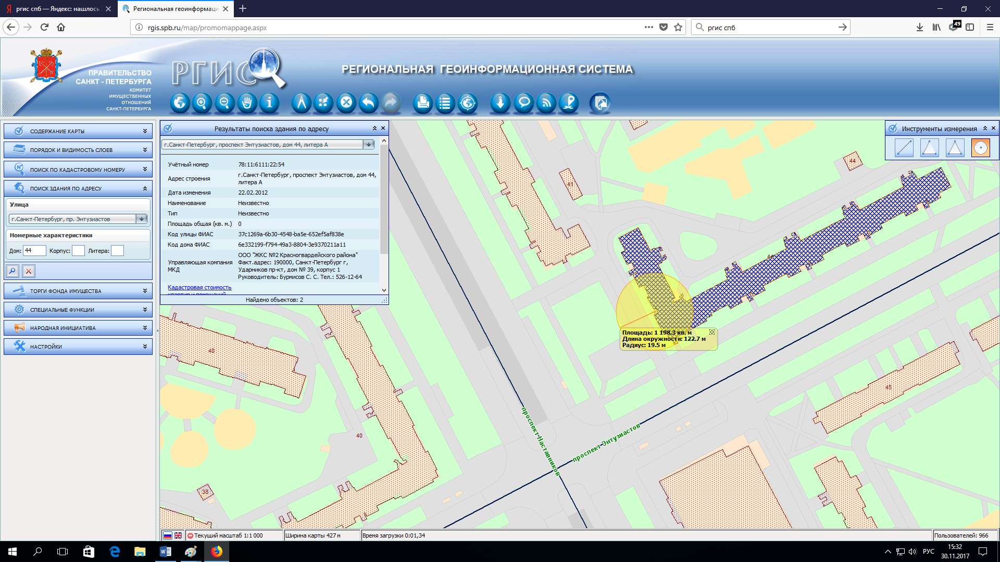 ргис спб — Яндекс: нашлось
Региональная геоинформаци
rgis.spb.ru/map/promomappage.aspx
ргис спб
49
ПРАВИТЕЛЬСТВО
САНКТ - ПЕТЕРБУРГА
КОМИТЕТ
ИМУЩЕСТВЕННЫХ
ОТНОШЕНИЙ
САНКТ-ПЕТЕРБУРГА
РГИС
РЕГИОНАЛЬНАЯ ГЕОИНФОРМАЦИОННАЯ СИСТЕМА
СОДЕРЖАНИЕ КАРТЫ
ПОРЯДОК И ВИДИМОСТЬ СЛОЕВ
ПОИСК ПО КАДАСТРОВОМУ НОМЕРУ
ПОИСК ЗДАНИЯ ПО АДРЕСУ
Улица
г.Санкт-Петербург, пр. Энтузиастов
Номерные характеристики
Дом: 44 Корпус: Литера:
ТОРГИ ФОНДА ИМУЩЕСТВА
СПЕЦИАЛЬНЫЕ ФУНКЦИИ
НАРОДНАЯ ИНИЦИАТИВА
НАСТРОЙКИ
Результаты поиска здания по адресу
г.Санкт-Петербург, проспект Энтузиастов, дом 44, литера А
Учётный номер 78:11:6111:22:54
Адрес строения г.Санкт-Петербург, проспект Энтузиастов, дом 44,
литера А
Дата изменения 22.02.2012
Наименование Неизвестно
Тип Неизвестно
Площадь общая (кв. м.) 0
Код улицы ФИАС 37c1269a-6b30-4548-ba5e-652ef5af838e
Код дома ФИАС 6e332199-f794-49a3-8804-3e9370211a11
Управляющая компания МКД
ООО "ЖКС №2 Красногвардейского района"
Факт.адрес: 190000, Санкт-Петербург г,
Ударников пр-кт, дом № 39, корпус 1
Руководитель: Бурмисов С. С. Тел.: 526-12-64
Кадастровая стоимость
квартир и помещений
Найдено объектов: 2
Инструменты измерения
44
41
44
Площадь: 1 198.3 кв. м
Длина окружности: 122.7 м
Радиус: 19.5 м
40
45
40
38
проспект Наставников
проспект Энтузиастов
Текущий масштаб 1:1 000
Ширина карты 427 м
Время загрузки 0:01,34
Пользователей: 966
РУС
15:32
30.11.2017